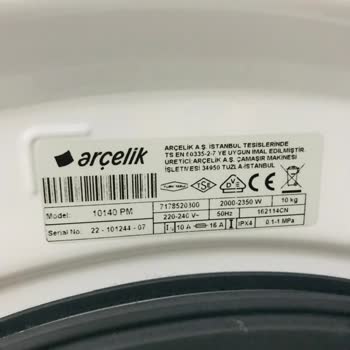 arçelik
ARÇELİK A.Ş. İSTANBUL TESİSLERİNDE
TS EN 60335-2-7 YE UYGUN İMAL EDİLMİŞTİR.
ÜRETİCİ: ARÇELİK A.Ş. ÇAMAŞIR MAKİNESİ
İŞLETMESİ 34950 TUZLA-İSTANBUL
TSE
Model: 10140 PM
7178520300 2000-2350 W 10 kg
220-240 V~ 50Hz 162114CN
Serial No. 22 - 101244 - 07
10 A 16 A IPX4 0.1-1 MPa